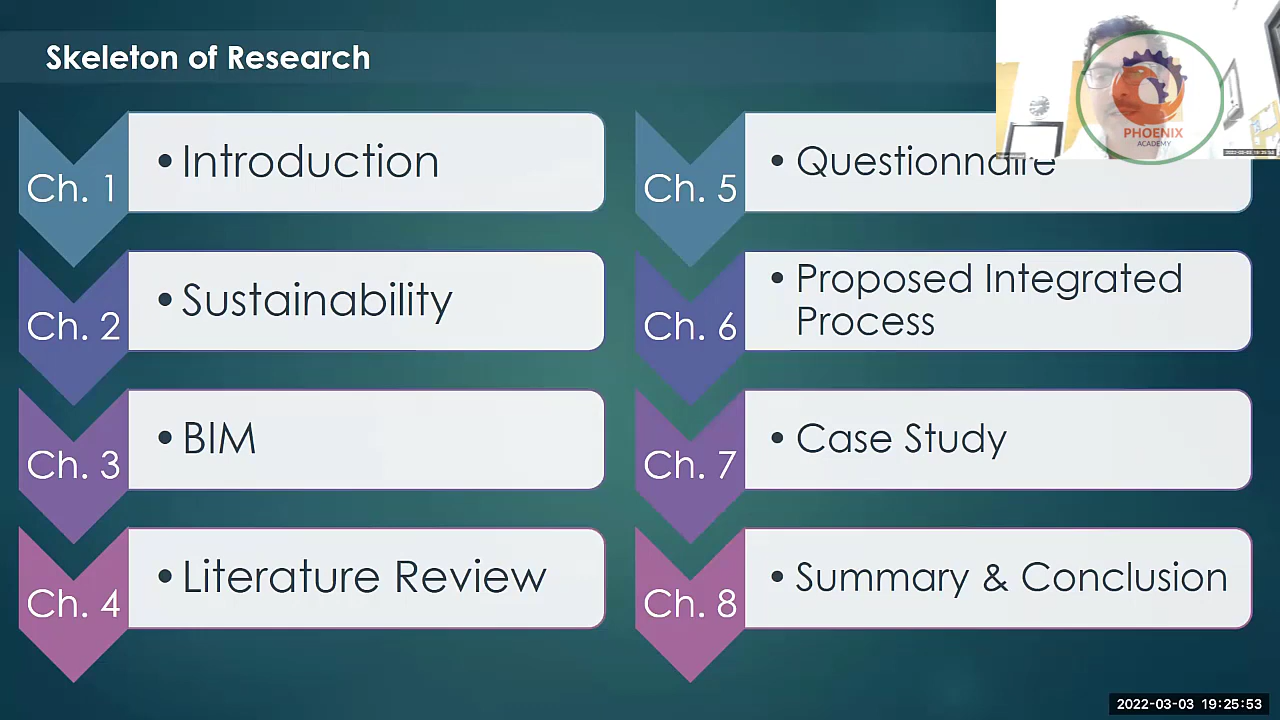 Skeleton of Research
PHOENIX
ACADEMY
Ch. 1
• Introduction
Ch. 2
• Sustainability
Ch. 3
• BIM
Ch. 4
• Literature Review
Ch. 5
• Questionnaire
Ch. 6
• Proposed Integrated
Process
Ch. 7
• Case Study
Ch. 8
• Summary & Conclusion
2022-03-03 19:25:53